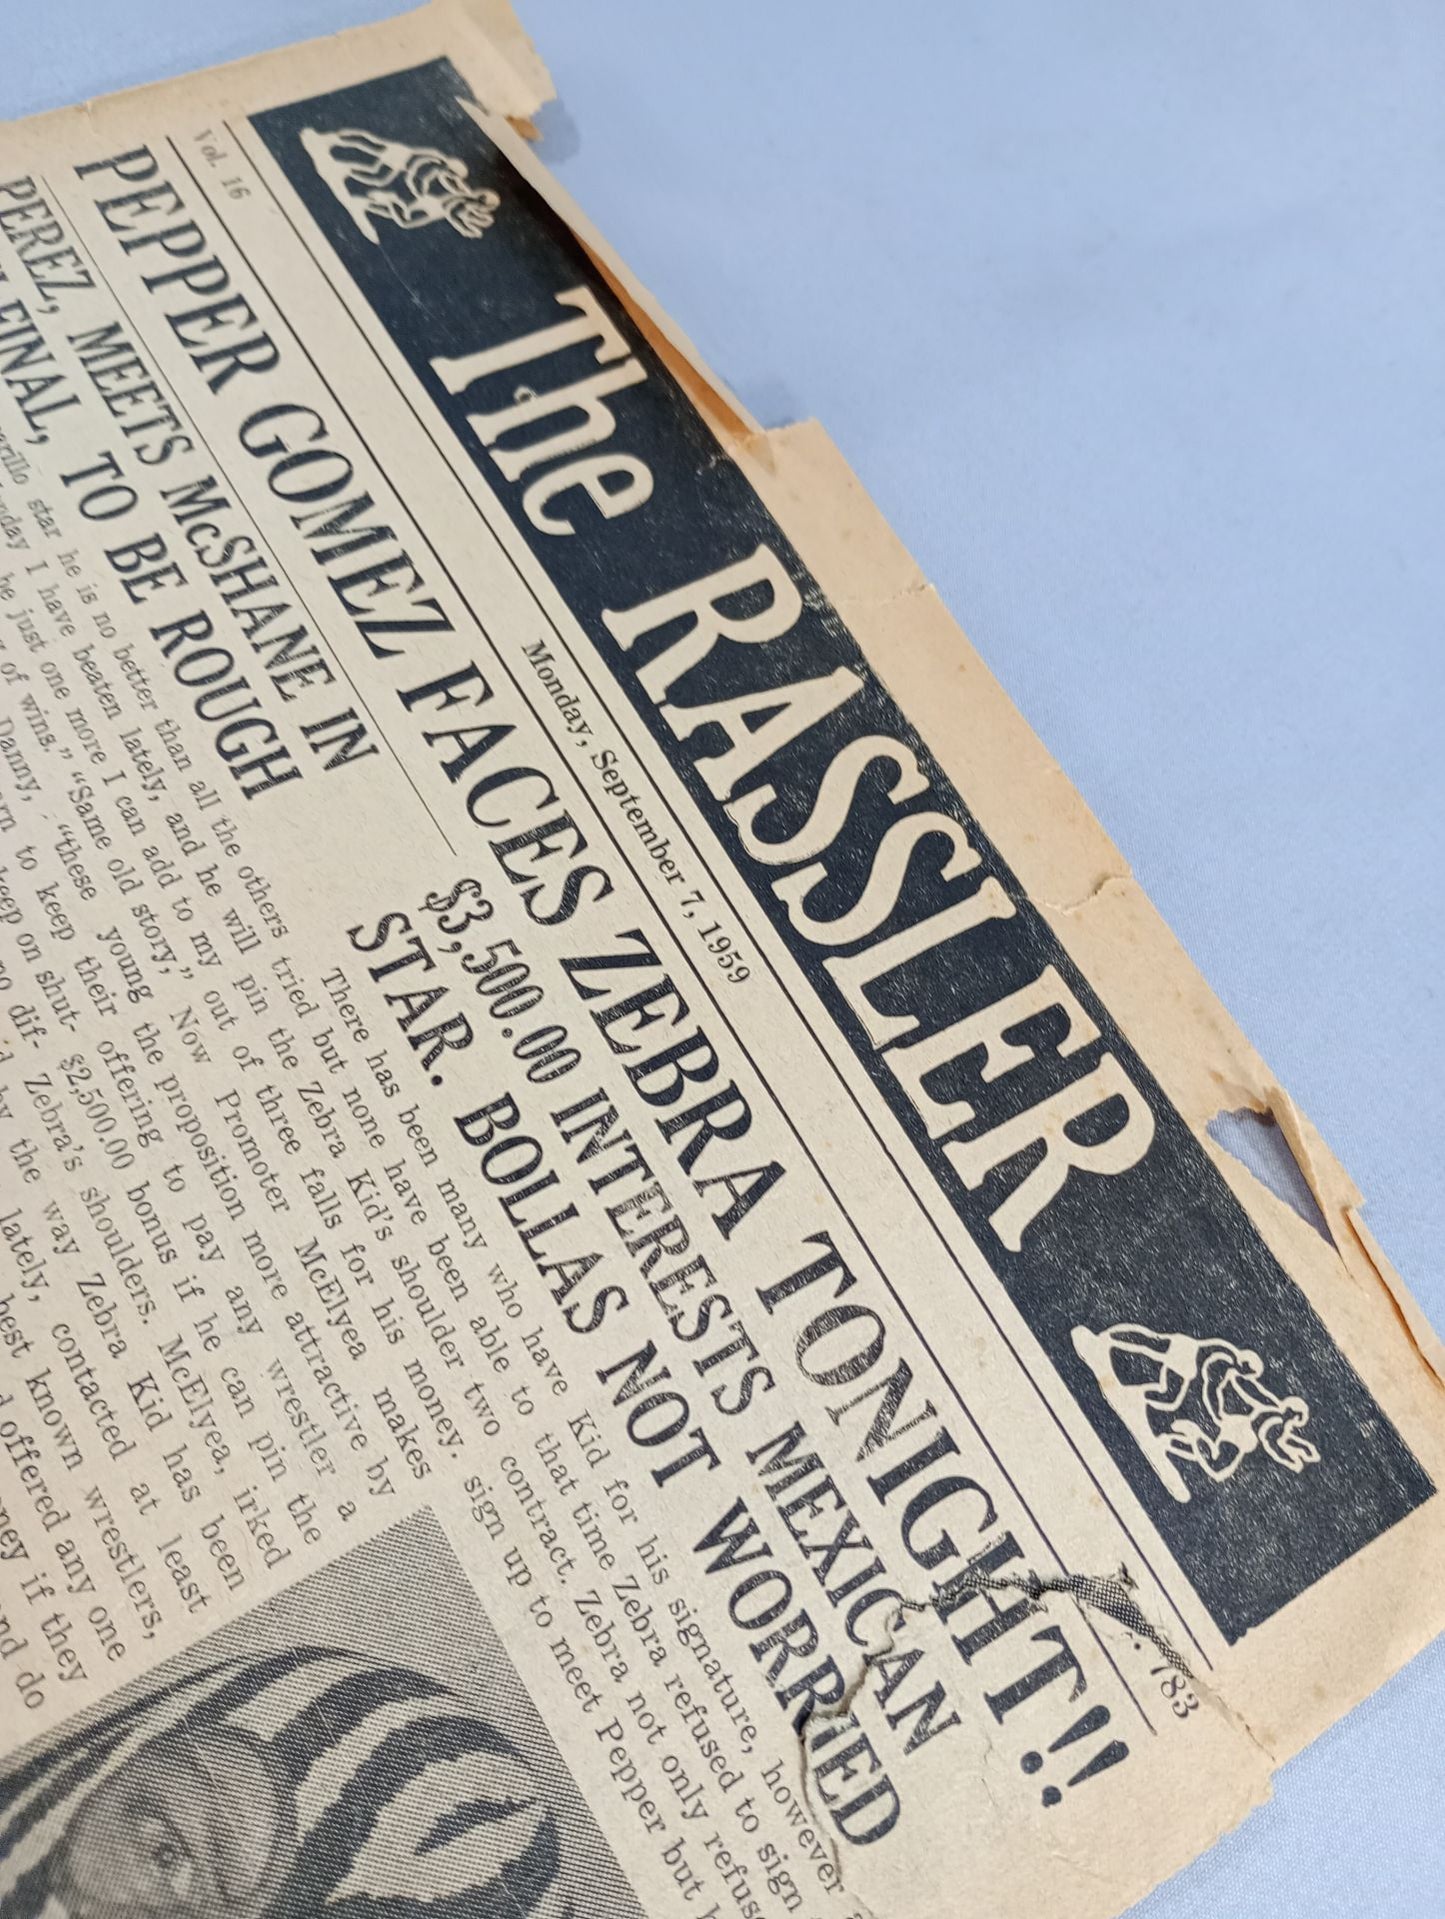 The RASSLER
Vol. 16
Monday, September 7, 1959
783
PEPPER GOMEZ FACES ZEBRA TONIGHT!!
PEREZ, MEETS McSHANE IN
FINAL, TO BE ROUGH
star he is no better than all the others
I have beaten lately, and he will pin
be just one more I can add to my out
of wins." "Same old story," Now
Danny, "these young
to keep their
keep on shut-
no dif-
$3,500.00 INTERESTS MEXICAN
STAR. BOLLAS NOT WORRIED
There has been many who have
tried but none have been able to
the Zebra Kid's shoulder two
of three falls for his money.
Promoter McElyea makes
the proposition more attractive by
offering to pay any wrestler a
$2,500.00 bonus if he can pin the
Zebra's shoulders. McElyea, irked
by the way Zebra Kid has been
lately, contacted at least
best known wrestlers,
offered any one
if they
do
Kid for his signature, however
that time Zebra refused to sign
contract. Zebra not only
sign up to meet Pepper but